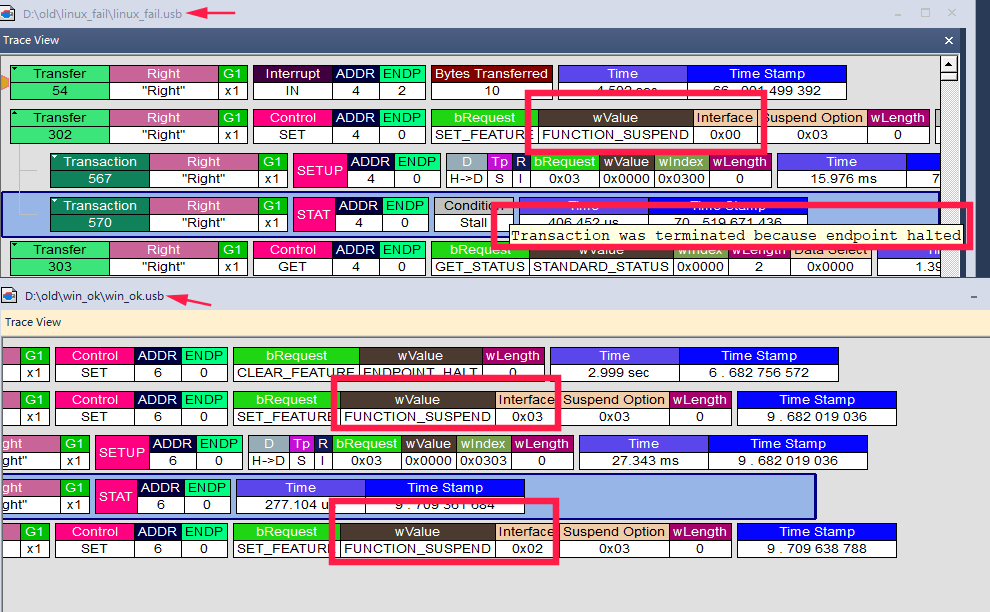 D:\old\linux_fail\linux_fail.usb
Trace View
Transfer Right G1 Interrupt ADDR ENDP Bytes Transferred Time Time Stamp
54 "Right" x1 IN 4 2 10 4.592 sec 66 . 001 499 392
Transfer Right G1 Control ADDR ENDP bRequest wValue Interface Suspend Option wLength
302 "Right" x1 SET 4 0 SET_FEATURE FUNCTION_SUSPEND 0x00 0x03 0
Transaction Right G1 SETUP ADDR ENDP D Tp R bRequest wValue wIndex wLength Time
567 "Right" x1 4 0 H->D S I 0x03 0x0000 0x0300 0 15.976 ms 7
Transaction Right G1 STAT ADDR ENDP Conditio Time Time Stamp
570 "Right" x1 4 0 Stall 406.452 us 70 . 519 671 436
Transaction was terminated because endpoint halted
Transfer Right G1 Control ADDR ENDP bRequest wValue wIndex wLength Data Select Ti
303 "Right" x1 GET 4 0 GET_STATUS STANDARD_STATUS 0x0000 2 0x0000 1.39
D:\old\win_ok\win_ok.usb
Trace View
G1 Control ADDR ENDP bRequest wValue wLength Time Time Stamp
x1 SET 6 0 CLEAR_FEATURE ENDPOINT_HALT 0 2.999 sec 6 . 682 756 572
G1 Control ADDR ENDP bRequest wValue Interface Suspend Option wLength Time Stamp
x1 SET 6 0 SET_FEATURE FUNCTION_SUSPEND 0x03 0x03 0 9 . 682 019 036
ght G1 SETUP ADDR ENDP D Tp R bRequest wValue wIndex wLength Time Time Stamp
ght" x1 6 0 H->D S I 0x03 0x0000 0x0303 0 27.343 ms 9 . 682 019 036
ght G1 STAT ADDR ENDP Time Time Stamp
ght" x1 6 0 277.104 u 9 . 709 361 684
G1 Control ADDR ENDP bRequest wValue Interface Suspend Option wLength Time Stamp
x1 SET 6 0 SET_FEATURE FUNCTION_SUSPEND 0x02 0x03 0 9 . 709 638 788